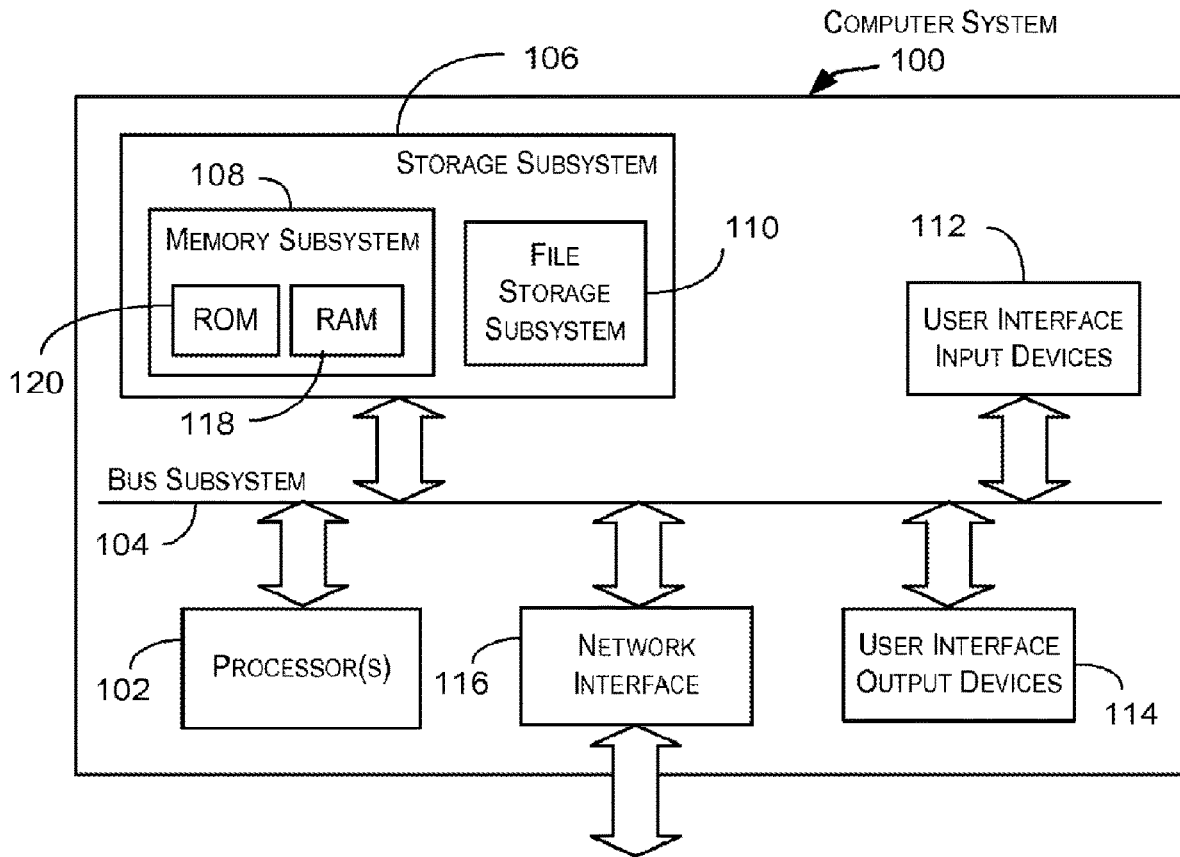 COMPUTER SYSTEM
100
106
STORAGE SUBSYSTEM
108
MEMORY SUBSYSTEM
ROM
RAM
120
118
FILE
STORAGE
SUBSYSTEM
110
112
USER INTERFACE
INPUT DEVICES
BUS SUBSYSTEM
104
PROCESSOR(S)
102
NETWORK
INTERFACE
116
USER INTERFACE
OUTPUT DEVICES
114